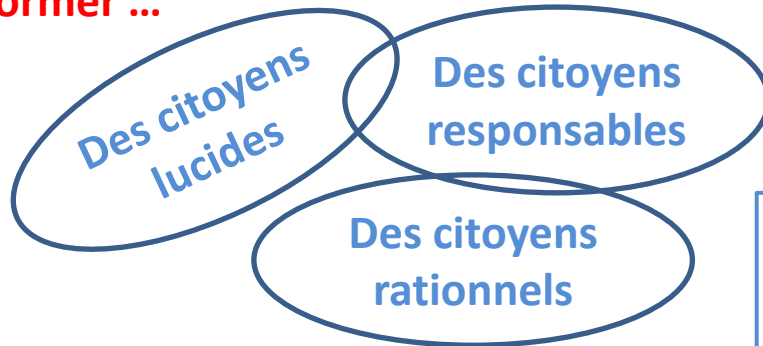 ormer ...
Des citoyens
lucides
Des citoyens
responsables
Des citoyens
rationnels